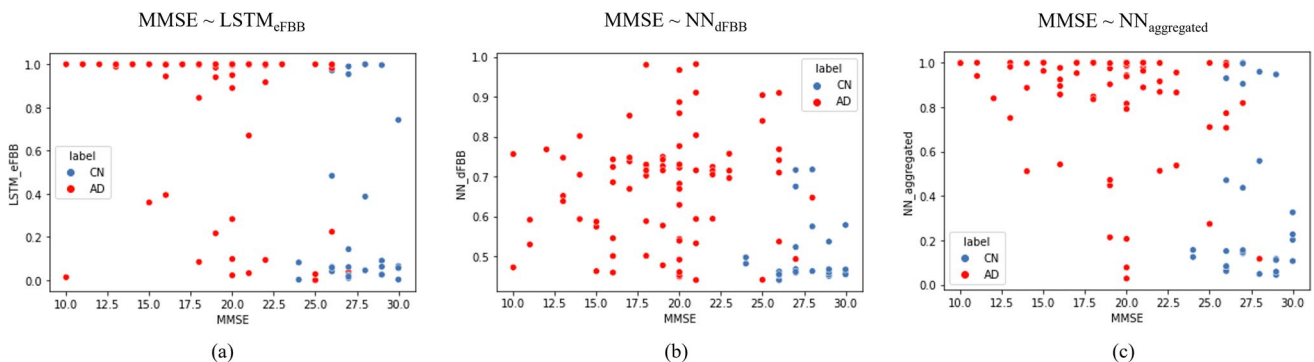 MMSE ~ LSTM_eFBB
MMSE ~ NN_dFBB
MMSE ~ NN_aggregated
LSTM_eFBB
1.0
0.8
0.6
0.4
0.2
0.0
label
CN
AD
10.0 12.5 15.0 17.5 20.0 22.5 25.0 27.5 30.0
MMSE
(a)
NN_dFBB
1.0
0.9
0.8
0.7
0.6
0.5
label
CN
AD
10.0 12.5 15.0 17.5 20.0 22.5 25.0 27.5 30.0
MMSE
(b)
NN_aggregated
1.0
0.8
0.6
0.4
0.2
0.0
label
CN
AD
10.0 12.5 15.0 17.5 20.0 22.5 25.0 27.5 30.0
MMSE
(c)